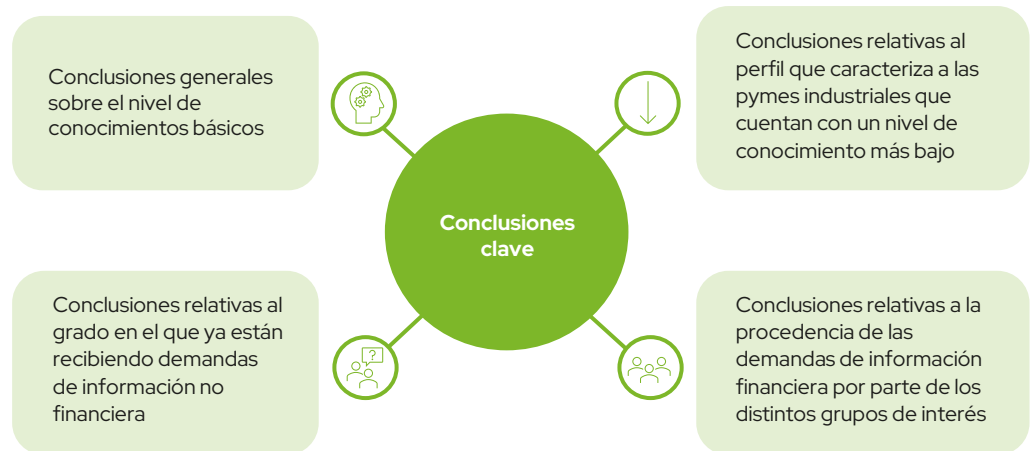 Conclusiones generales
sobre el nivel de
conocimientos básicos
Conclusiones relativas al
perfil que caracteriza a las
pymes industriales que
cuentan con un nivel de
conocimiento más bajo
Conclusiones
clave
Conclusiones relativas al
grado en el que ya están
recibiendo demandas
de información no
financiera
?
Conclusiones relativas a la
procedencia de las
demandas de información
financiera por parte de los
distintos grupos de interés